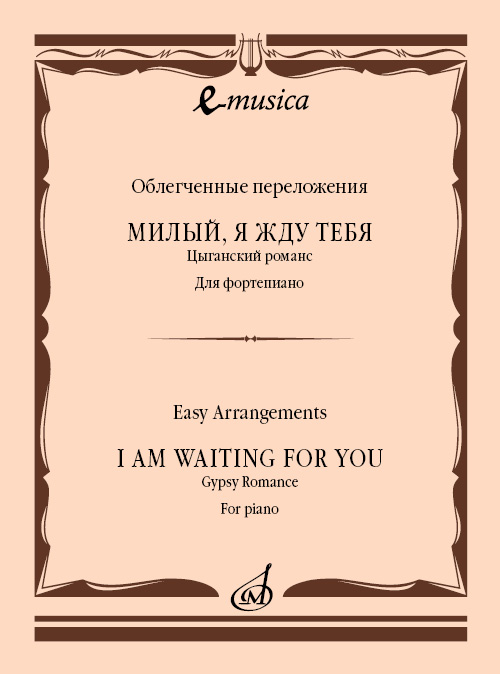 e-musica
Облегченные переложения
МИЛЫЙ, Я ЖДУ ТЕБЯ
Цыганский романс
Для фортепиано
Easy Arrangements
I AM WAITING FOR YOU
Gypsy Romance
For piano